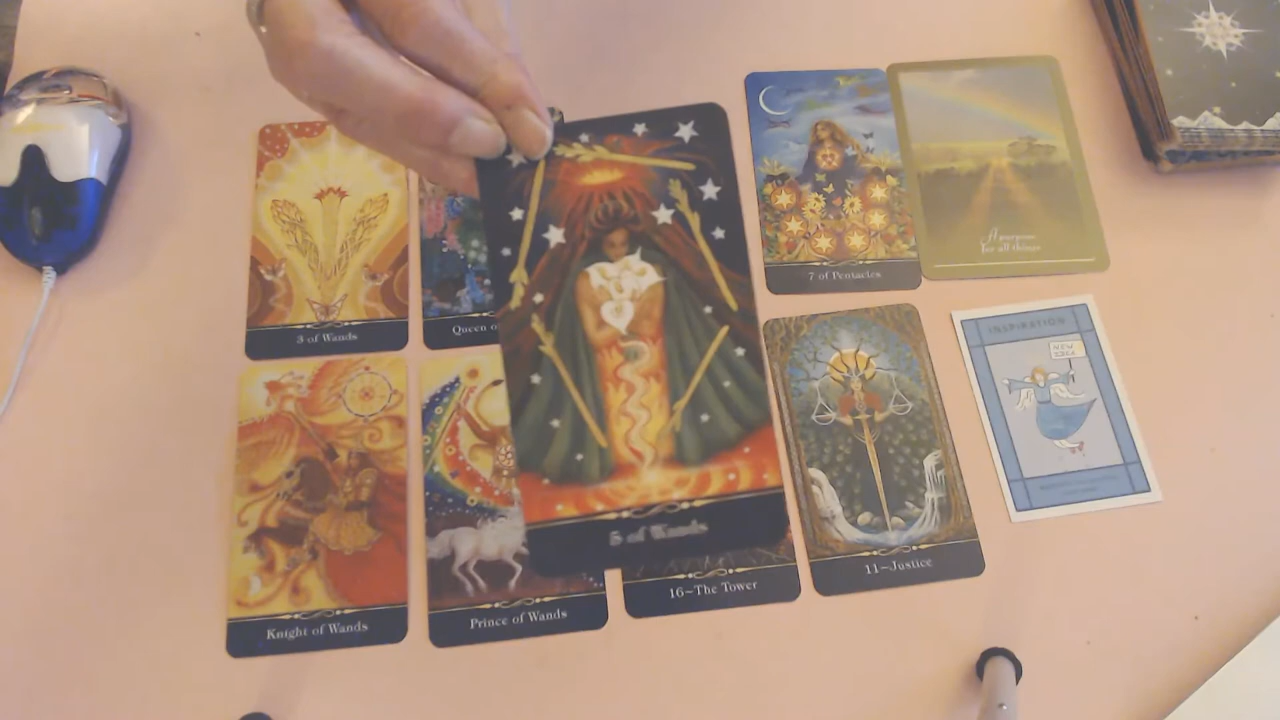 3 of Wands
Queen o
5 of Wands
7 of Pentacles
A purpose
for all things
Knight of Wands
Prince of Wands
16~The Tower
11~Justice
INSPIRATION
NEW
IDEA